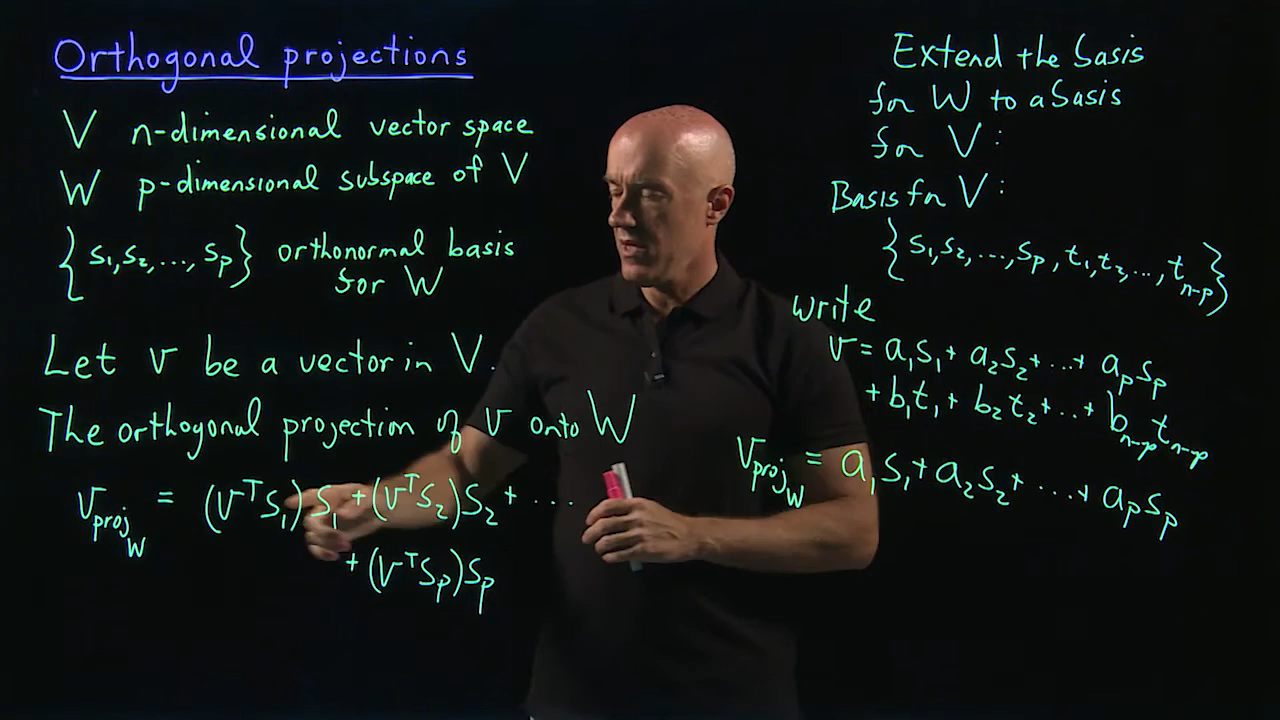 Orthogonal projections
V n-dimensional vector space
W p-dimensional subspace of V
{s₁, s₂, ..., sₚ} orthonormal basis
for W
Let v be a vector in V.
The orthogonal projection of v onto W
v_proj_W = (vᵀs₁)s₁ + (vᵀs₂)s₂ + ...
+ (vᵀsₚ)sₚ
Extend the basis
for W to a basis
for V:
Basis for V:
{s₁, s₂, ..., sₚ, t₁, t₂, ..., tₙ₋ₚ}
write
v = a₁s₁ + a₂s₂ + ... + aₚsₚ
+ b₁t₁ + b₂t₂ + ... + bₙ₋ₚtₙ₋ₚ
v_proj_W = a₁s₁ + a₂s₂ + ... + aₚsₚ